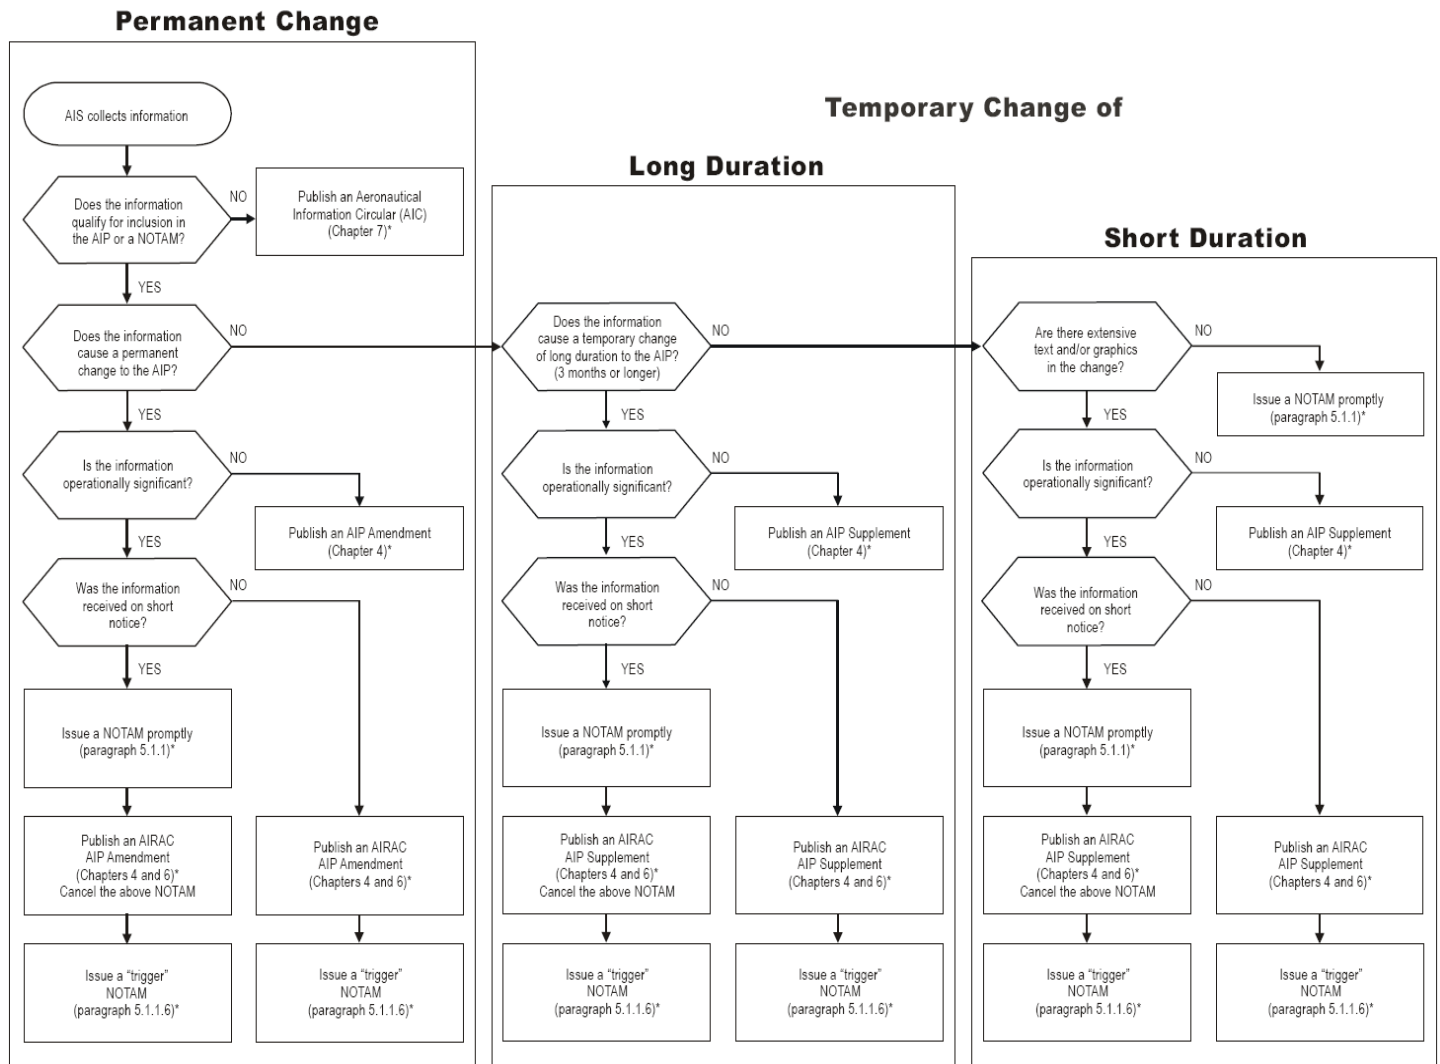 Permanent Change
AIS collects information
Does the information
qualify for inclusion in
the AIP or a NOTAM?
NO
Publish an Aeronautical
Information Circular (AIC)
(Chapter 7)*
YES
Does the information
cause a permanent
change to the AIP?
NO
YES
Is the information
operationally significant?
NO
Publish an AIP Amendment
(Chapter 4)*
YES
Was the information
received on short
notice?
NO
YES
Issue a NOTAM promptly
(paragraph 5.1.1)*
Publish an AIRAC
AIP Amendment
(Chapters 4 and 6)*
Cancel the above NOTAM
Publish an AIRAC
AIP Amendment
(Chapters 4 and 6)*
Issue a “trigger”
NOTAM
(paragraph 5.1.1.6)*
Issue a “trigger”
NOTAM
(paragraph 5.1.1.6)*
Temporary Change of
Long Duration
Does the information
cause a temporary change
of long duration to the AIP?
(3 months or longer)
NO
YES
Is the information
operationally significant?
NO
Publish an AIP Supplement
(Chapter 4)*
YES
Was the information
received on short
notice?
NO
YES
Issue a NOTAM promptly
(paragraph 5.1.1)*
Publish an AIRAC
AIP Supplement
(Chapters 4 and 6)*
Cancel the above NOTAM
Publish an AIRAC
AIP Supplement
(Chapters 4 and 6)*
Issue a “trigger”
NOTAM
(paragraph 5.1.1.6)*
Issue a “trigger”
NOTAM
(paragraph 5.1.1.6)*
Short Duration
Are there extensive
text and/or graphics
in the change?
NO
Issue a NOTAM promptly
(paragraph 5.1.1)*
YES
Is the information
operationally significant?
NO
Publish an AIP Supplement
(Chapter 4)*
YES
Was the information
received on short
notice?
NO
YES
Issue a NOTAM promptly
(paragraph 5.1.1)*
Publish an AIRAC
AIP Supplement
(Chapters 4 and 6)*
Cancel the above NOTAM
Publish an AIRAC
AIP Supplement
(Chapters 4 and 6)*
Issue a “trigger”
NOTAM
(paragraph 5.1.1.6)*
Issue a “trigger”
NOTAM
(paragraph 5.1.1.6)*